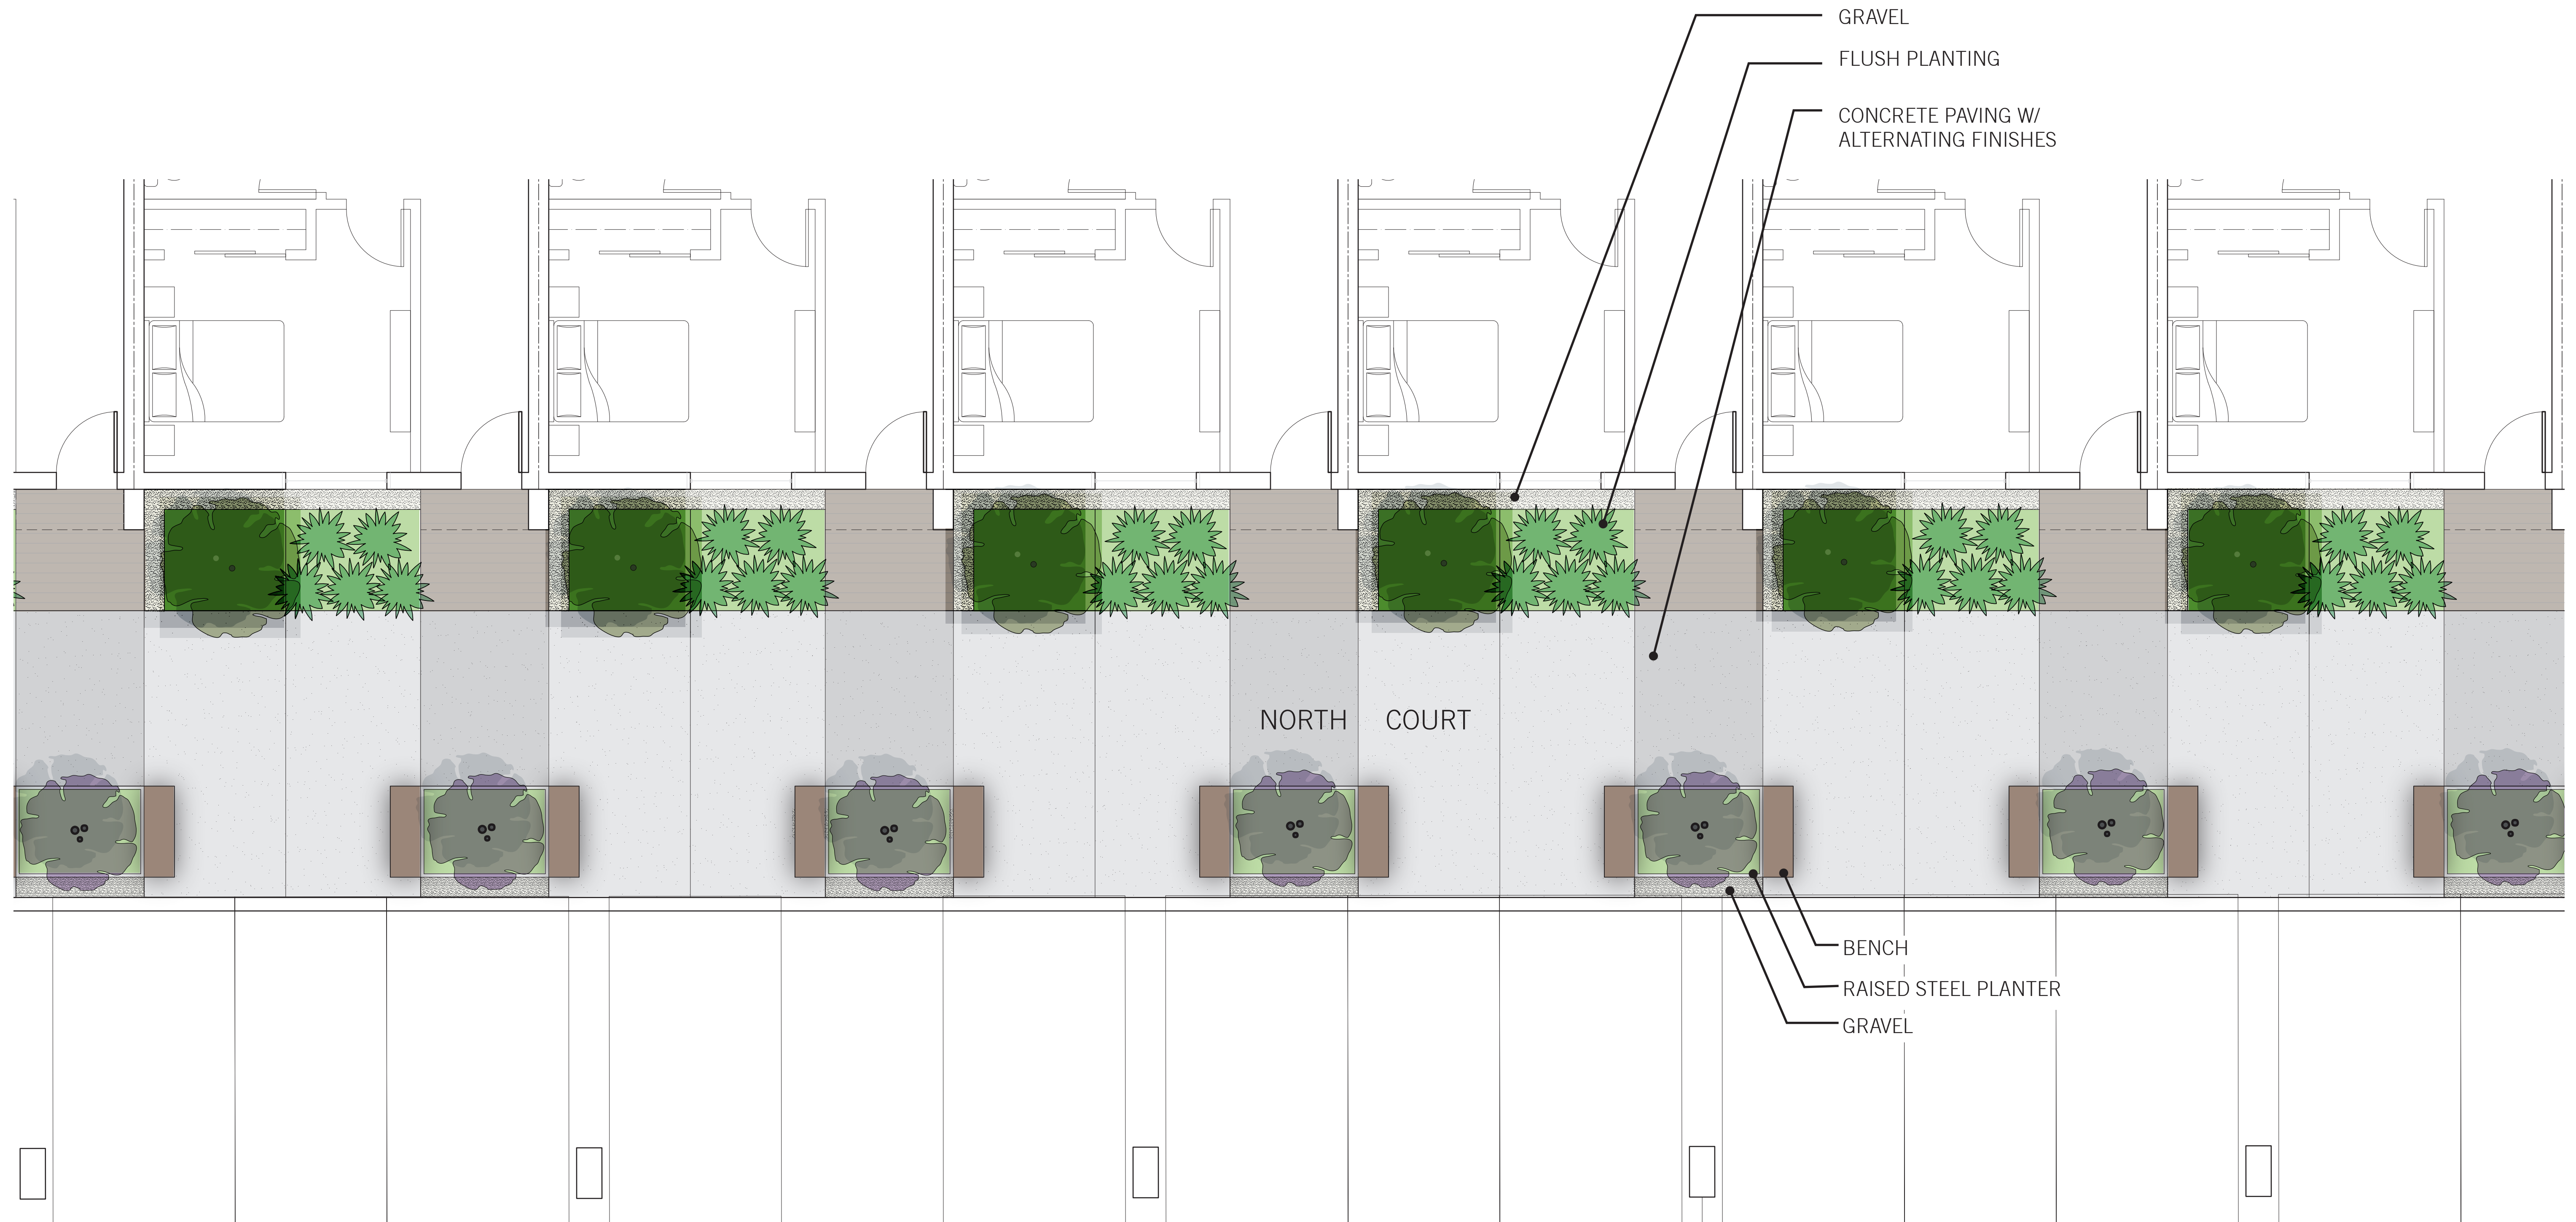 GRAVEL
FLUSH PLANTING
CONCRETE PAVING W/
ALTERNATING FINISHES
NORTH COURT
BENCH
RAISED STEEL PLANTER
GRAVEL